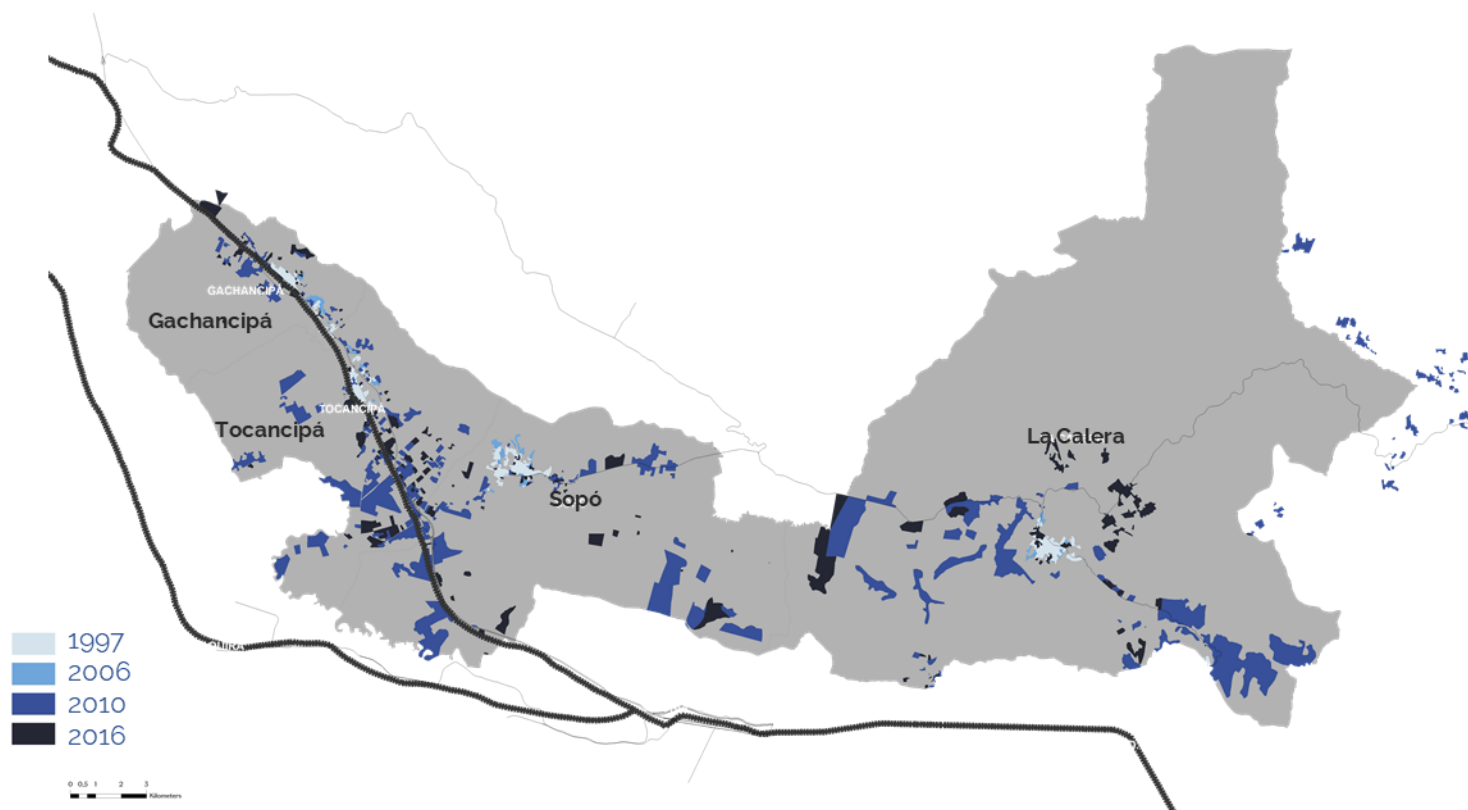 GACHANCIPÁ
Gachancipá
TOCANCIPÁ
Tocancipá
La Calera
Sopó
1997
2006
2010
2016
0 0,5 1 2 3
Kilometers